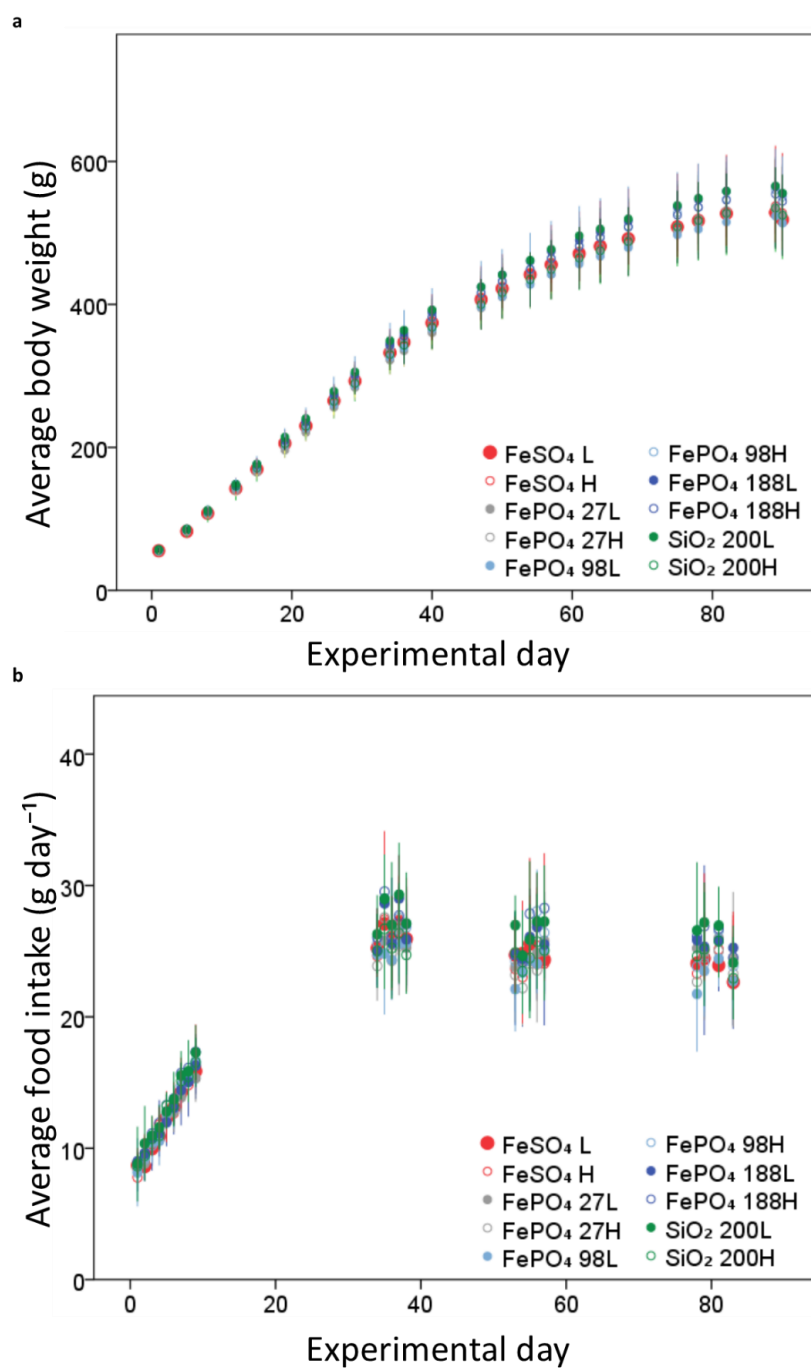 a
Average body weight (g)
600
400
200
0
0 20 40 60 80
Experimental day
FeSO₄ L
FeSO₄ H
FePO₄ 27L
FePO₄ 27H
FePO₄ 98L
FePO₄ 98H
FePO₄ 188L
FePO₄ 188H
SiO₂ 200L
SiO₂ 200H
b
Average food intake (g day⁻¹)
40
30
20
10
0
0 20 40 60 80
Experimental day
FeSO₄ L
FeSO₄ H
FePO₄ 27L
FePO₄ 27H
FePO₄ 98L
FePO₄ 98H
FePO₄ 188L
FePO₄ 188H
SiO₂ 200L
SiO₂ 200H